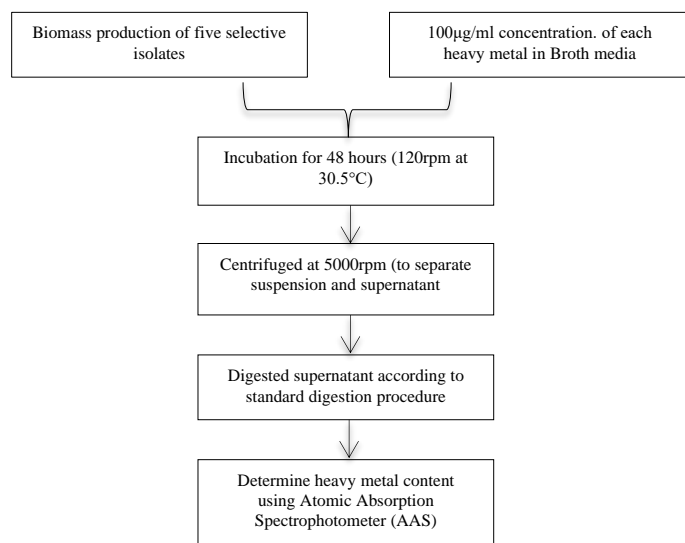 Biomass production of five selective
isolates
100μg/ml concentration. of each
heavy metal in Broth media
Incubation for 48 hours (120rpm at
30.5°C)
Centrifuged at 5000rpm (to separate
suspension and supernatant
Digested supernatant according to
standard digestion procedure
Determine heavy metal content
using Atomic Absorption
Spectrophotometer (AAS)